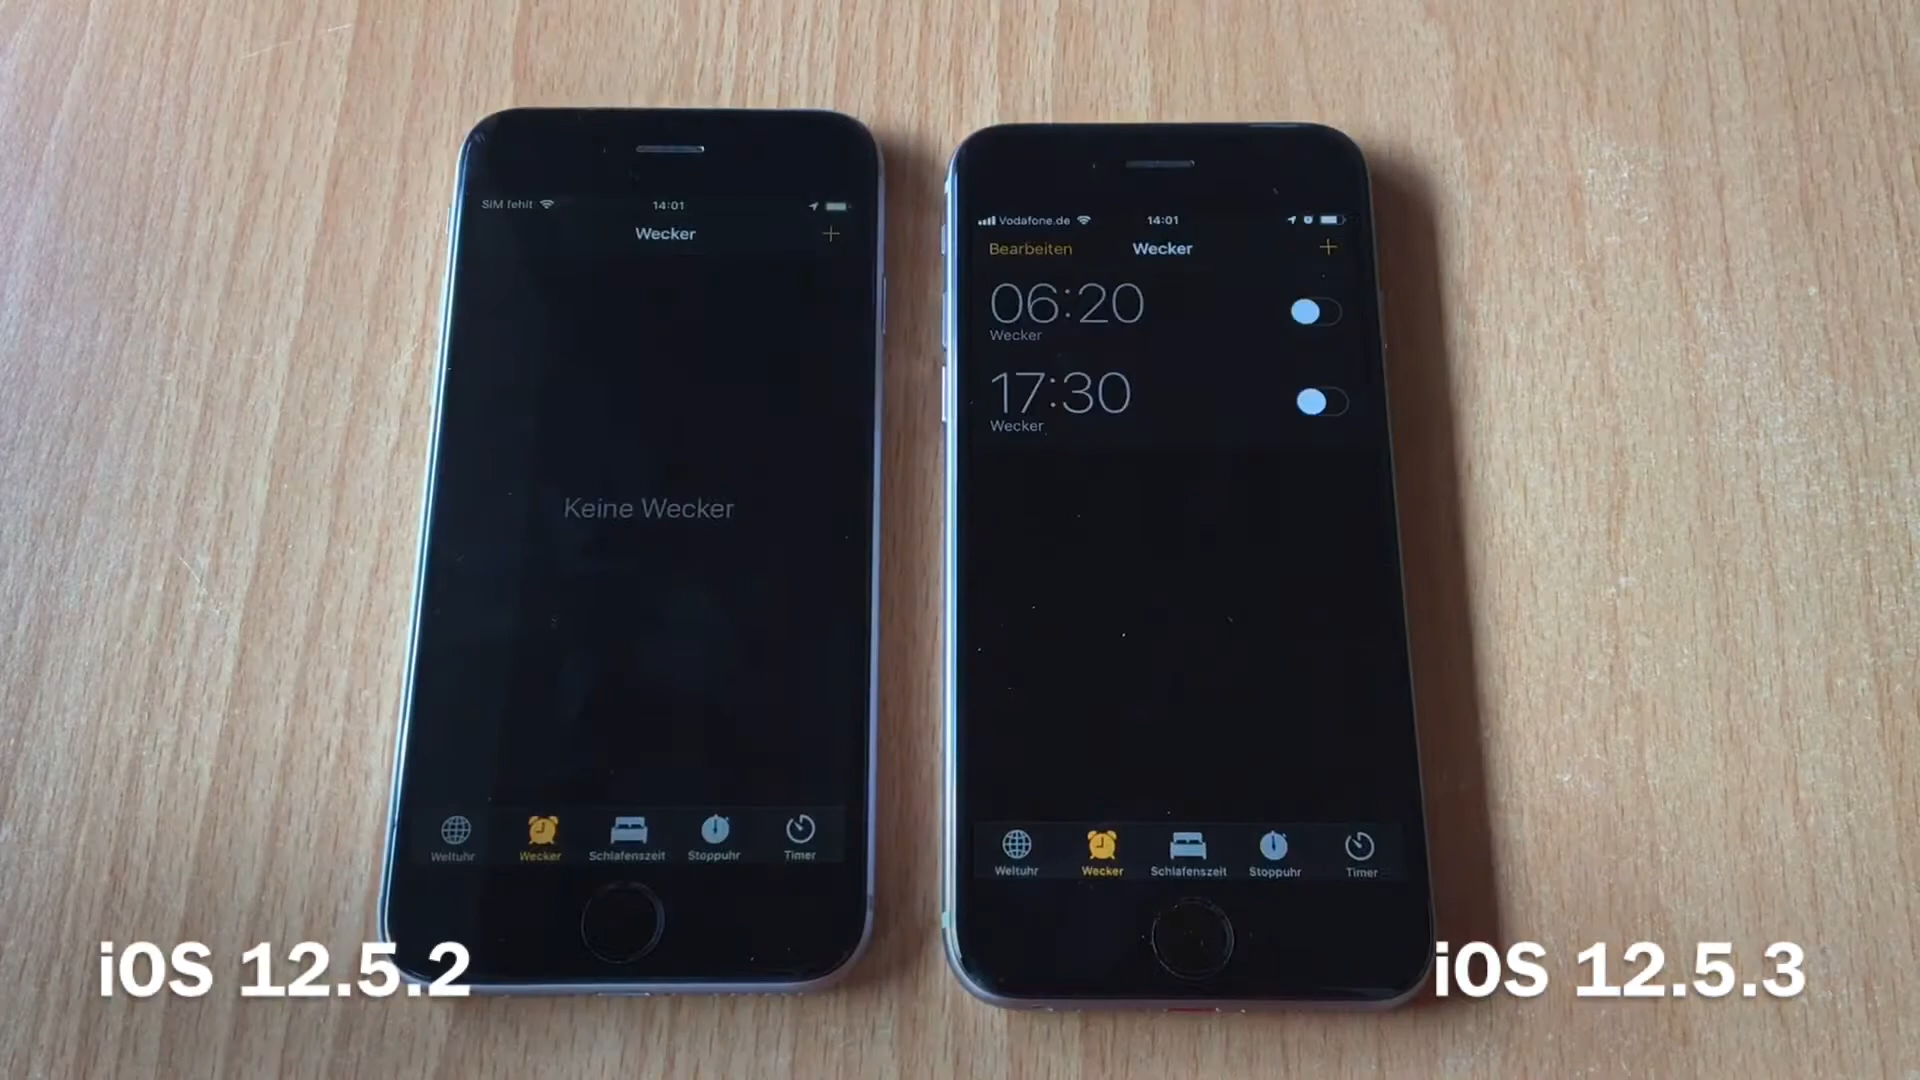 SIM fehlt
14:01
Wecker
Keine Wecker
Weltuhr
Wecker
Schlafenszeit
Stoppuhr
Timer
Vodafone.de
14:01
Bearbeiten
Wecker
06:20
Wecker
17:30
Wecker
Weltuhr
Wecker
Schlafenszeit
Stoppuhr
Timer
iOS 12.5.2
iOS 12.5.3